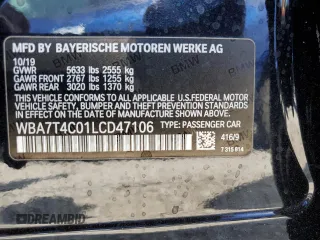 MFD BY BAYERISCHE MOTOREN WERKE AG
10/19
GVWR 5633 lbs 2555 kg
GAWR FRONT 2767 lbs 1255 kg
GAWR REAR 3020 lbs 1370 kg
THIS VEHICLE CONFORMS TO ALL APPLICABLE U.S.FEDERAL MOTOR
VEHICLE SAFETY, BUMPER, AND THEFT PREVENTION STANDARDS
IN EFFECT ON THE DATE OF MANUFACTURE SHOWN ABOVE.
WBA7T4C01LCD47106 TYPE: PASSENGER CAR
416/9
7 315 914
© DREAMBID